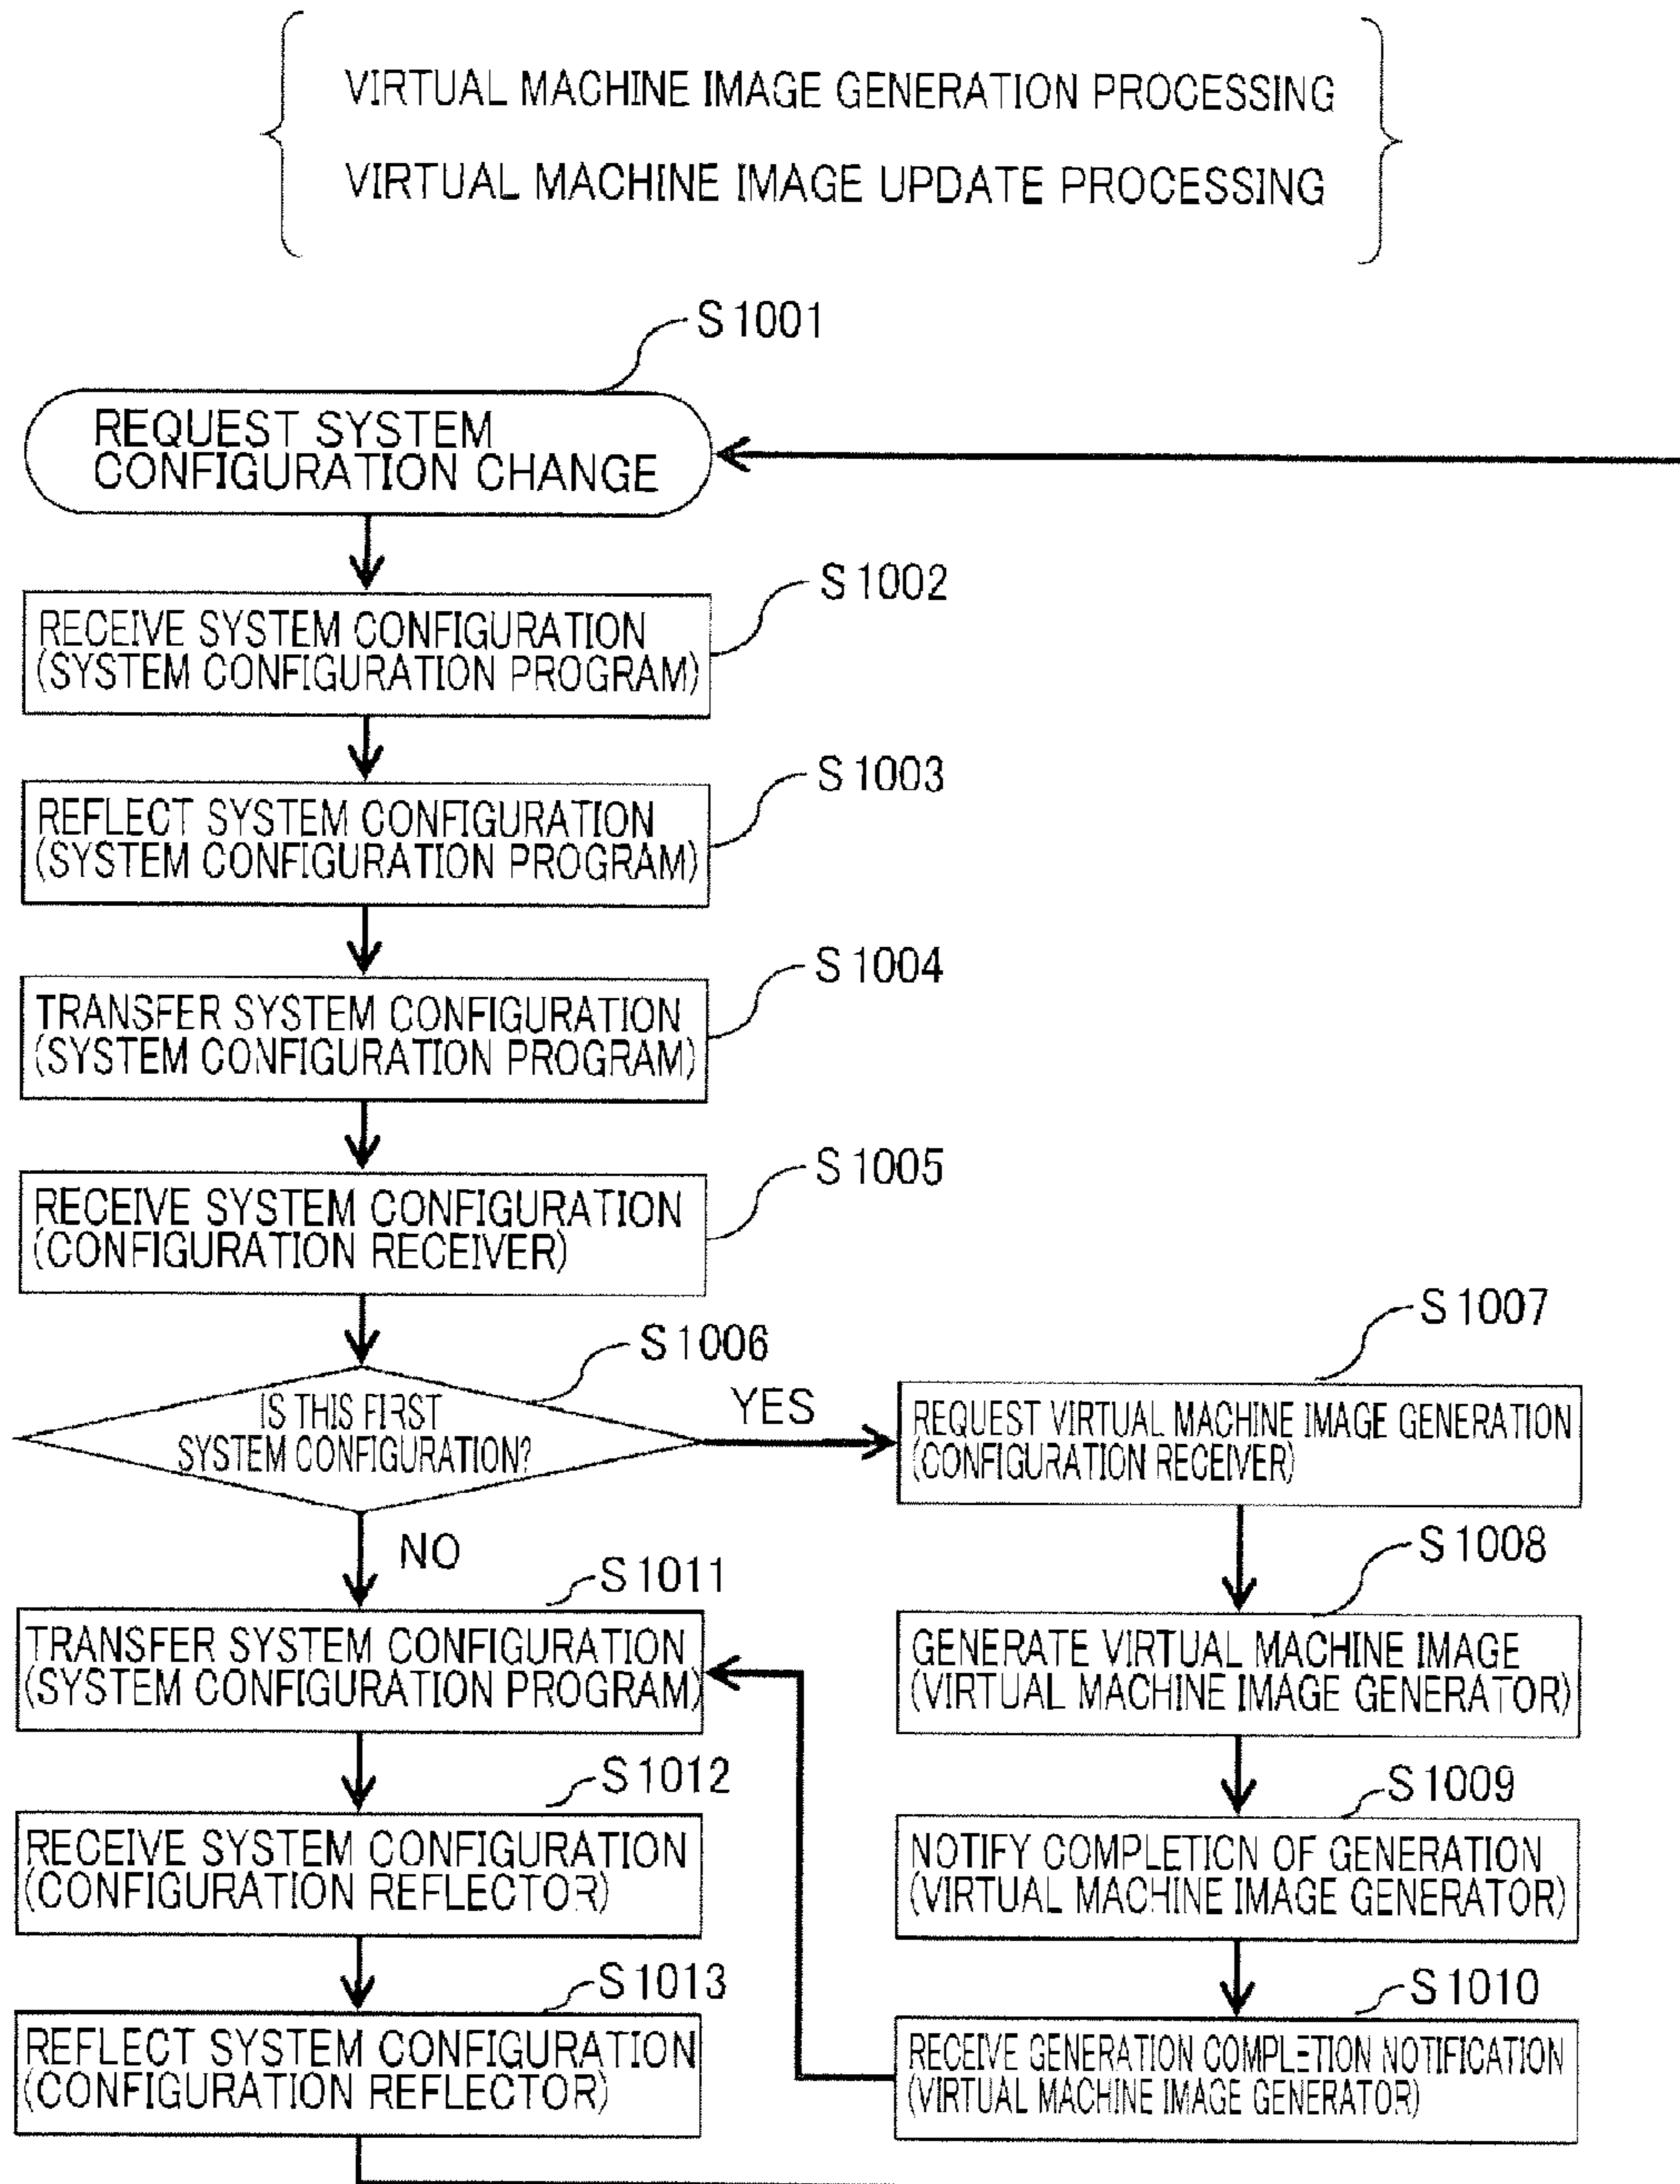 VIRTUAL MACHINE IMAGE GENERATION PROCESSING
VIRTUAL MACHINE IMAGE UPDATE PROCESSING
S1001
REQUEST SYSTEM
CONFIGURATION CHANGE
S1002
RECEIVE SYSTEM CONFIGURATION
(SYSTEM CONFIGURATION PROGRAM)
S1003
REFLECT SYSTEM CONFIGURATION
(SYSTEM CONFIGURATION PROGRAM)
S1004
TRANSFER SYSTEM CONFIGURATION
(SYSTEM CONFIGURATION PROGRAM)
S1005
RECEIVE SYSTEM CONFIGURATION
(CONFIGURATION RECEIVER)
S1006
IS THIS FIRST
SYSTEM CONFIGURATION?
YES
NO
S1007
REQUEST VIRTUAL MACHINE IMAGE GENERATION
(CONFIGURATION RECEIVER)
S1008
GENERATE VIRTUAL MACHINE IMAGE
(VIRTUAL MACHINE IMAGE GENERATOR)
S1009
NOTIFY COMPLETION OF GENERATION
(VIRTUAL MACHINE IMAGE GENERATOR)
S1010
RECEIVE GENERATION COMPLETION NOTIFICATION
(VIRTUAL MACHINE IMAGE GENERATOR)
S1011
TRANSFER SYSTEM CONFIGURATION
(SYSTEM CONFIGURATION PROGRAM)
S1012
RECEIVE SYSTEM CONFIGURATION
(CONFIGURATION REFLECTOR)
S1013
REFLECT SYSTEM CONFIGURATION
(CONFIGURATION REFLECTOR)